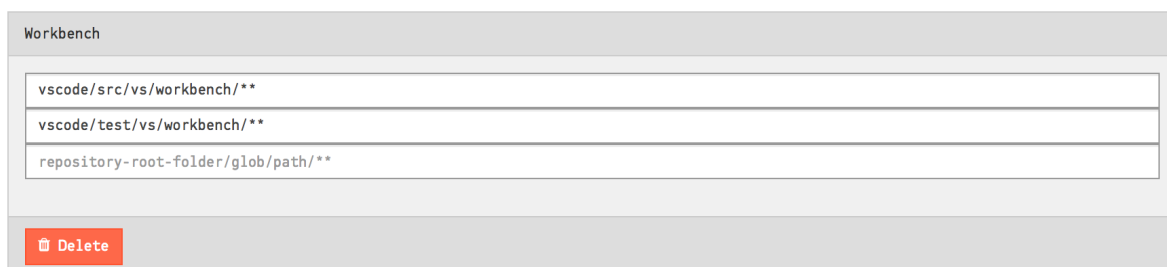 Workbench
vscode/src/vs/workbench/**
vscode/test/vs/workbench/**
repository-root-folder/glob/path/**
Delete